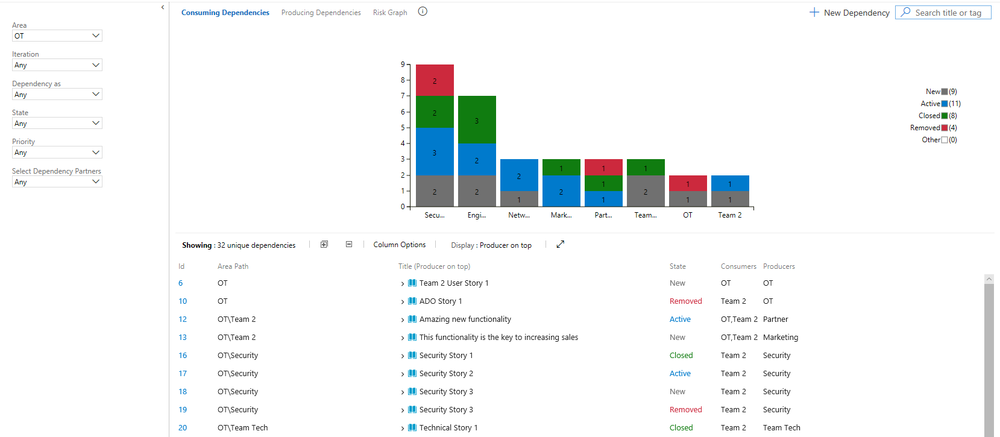 Consuming Dependencies Producing Dependencies Risk Graph i
New Dependency Search title or tag
Area
OT
Iteration
Any
Dependency as
Any
State
Any
Priority
Any
Select Dependency Partners
Any
9
8
7
6
5
4
3
2
1
0
2
2
3
2
3
2
2
2
1
1
2
1
1
1
1
2
1
1
1
1
Secu... Engi... Netw... Mark... Part... Team... OT Team 2
New (9)
Active (11)
Closed (8)
Removed (4)
Other (0)
Showing : 32 unique dependencies Column Options Display : Producer on top
Id Area Path Title (Producer on top) State Consumers Producers
6 OT Team 2 User Story 1 New OT OT
10 OT ADO Story 1 Removed Team 2 OT
12 OT\Team 2 Amazing new functionality Active OT,Team 2 Partner
13 OT\Team 2 This functionality is the key to increasing sales New OT,Team 2 Marketing
16 OT\Security Security Story 1 Closed Team 2 Security
17 OT\Security Security Story 2 Active Team 2 Security
18 OT\Security Security Story 3 New Team 2 Security
19 OT\Security Security Story 3 Removed Team 2 Security
20 OT\Team Tech Technical Story 1 Closed Team 2 Team Tech